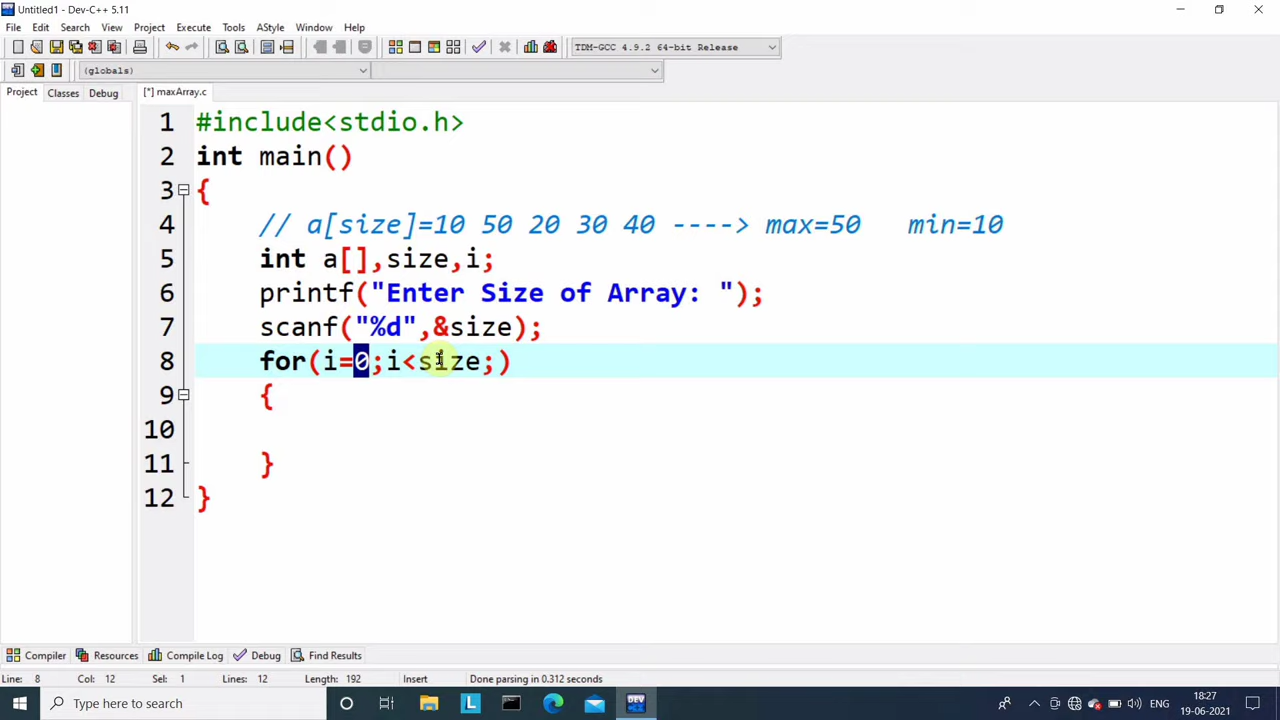 Untitled1 - Dev-C++ 5.11
File Edit Search View Project Execute Tools AStyle Window Help
TDM-GCC 4.9.2 64-bit Release
(globals)
Project Classes Debug
[*] maxArray.c
1 #include<stdio.h>
2 int main()
3 {
4 // a[size]=10 50 20 30 40 ----> max=50 min=10
5 int a[],size,i;
6 printf("Enter Size of Array: ");
7 scanf("%d",&size);
8 for(i=0;i<size;)
9 {
10
11 }
12 }
Compiler Resources Compile Log Debug Find Results
Line: 8 Col: 12 Sel: 1 Lines: 12 Length: 192 Insert Done parsing in 0.312 seconds
Type here to search
L
DEV
ENG
18:27
19-06-2021